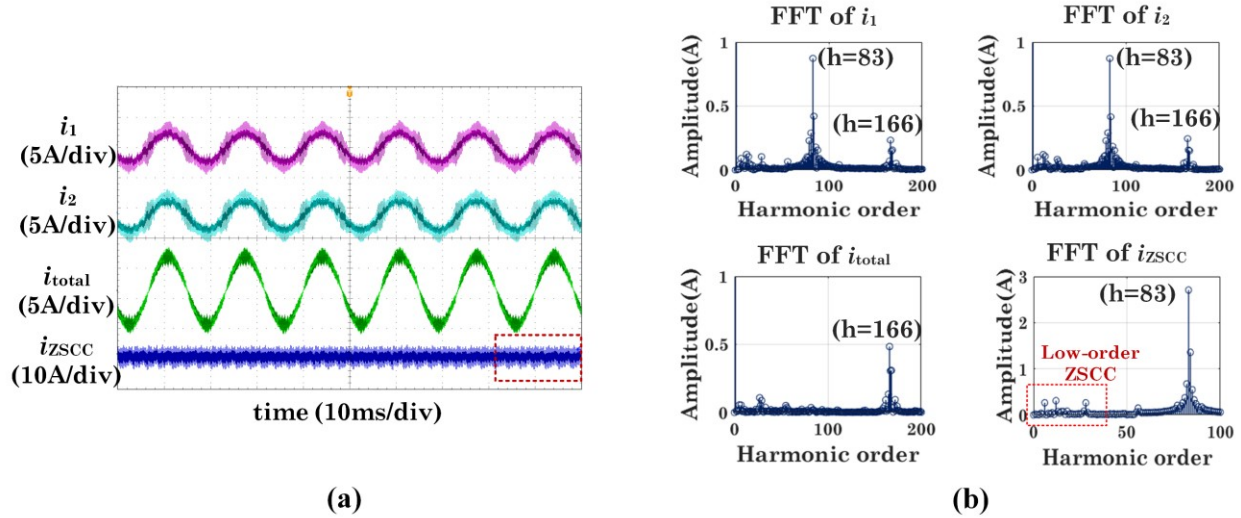 i1
(5A/div)
i2
(5A/div)
itotal
(5A/div)
iZSCC
(10A/div)
time (10ms/div)
(a)
FFT of i1
Amplitude(A)
1
0.5
0
(h=83)
(h=166)
0
100
200
Harmonic order
FFT of i2
Amplitude(A)
1
0.5
0
(h=83)
(h=166)
0
100
200
Harmonic order
FFT of itotal
Amplitude(A)
1
0.5
0
(h=166)
0
100
200
Harmonic order
FFT of iZSCC
Amplitude(A)
3
2
1
0
(h=83)
Low-order
ZSCC
0
50
100
Harmonic order
(b)